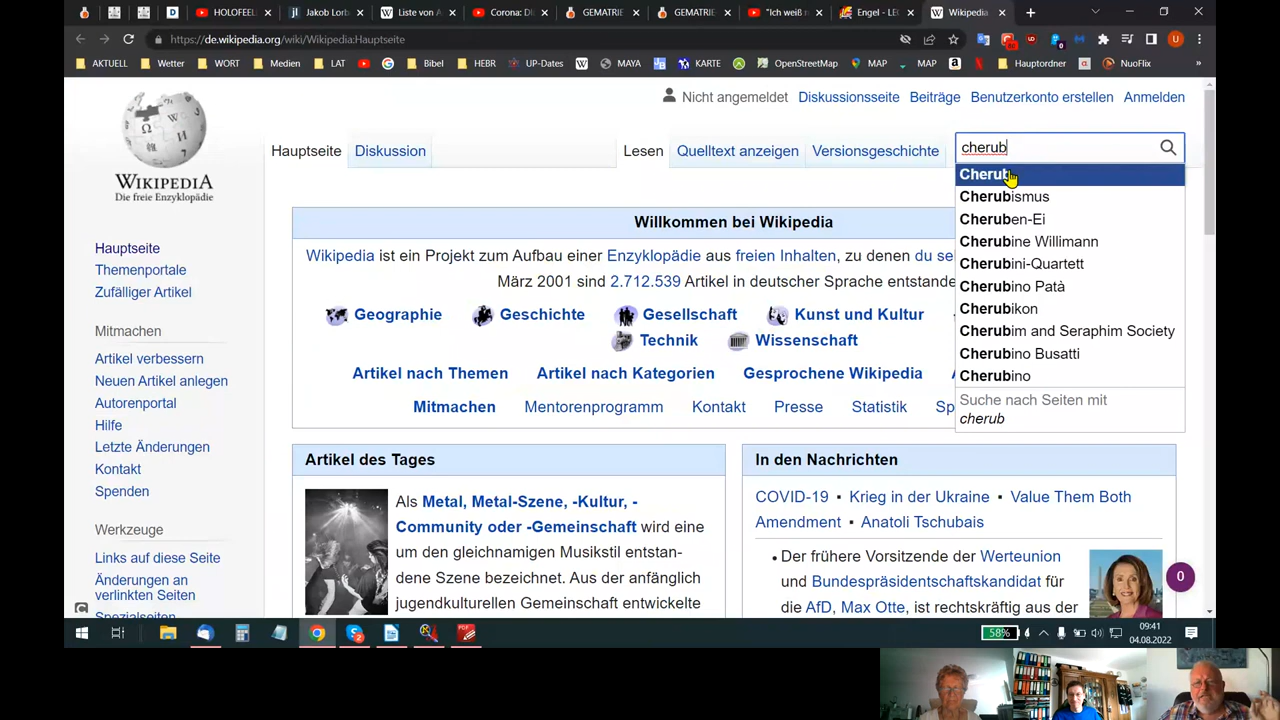 HOLOFEEL
Jakob Lorb
Liste von A
Corona: DI
GEMATRIE
GEMATRIE
"Ich weiß n
Engel - LE
Wikipedia
https://de.wikipedia.org/wiki/Wikipedia:Hauptseite
AKTUELL Wetter WORT Medien LAT Bibel HEBR UP-Dates MAYA KARTE OpenStreetMap MAP MAP Hauptordner NuoFlix »
Nicht angemeldet Diskussionsseite Beiträge Benutzerkonto erstellen Anmelden
Hauptseite Diskussion Lesen Quelltext anzeigen Versionsgeschichte cherub
WIKIPEDIA
Die freie Enzyklopädie
Hauptseite
Themenportale
Zufälliger Artikel
Mitmachen
Artikel verbessern
Neuen Artikel anlegen
Autorenportal
Hilfe
Letzte Änderungen
Kontakt
Spenden
Werkzeuge
Links auf diese Seite
Änderungen an
verlinkten Seiten
Spezialseiten
Cherub
Cherubismus
Cheruben-Ei
Cherubine Willimann
Cherubini-Quartett
Cherubino Patà
Cherubikon
Cherubim and Seraphim Society
Cherubino Busatti
Cherubino
Suche nach Seiten mit
cherub
Willkommen bei Wikipedia
Wikipedia ist ein Projekt zum Aufbau einer Enzyklopädie aus freien Inhalten, zu denen du se
März 2001 sind 2.712.539 Artikel in deutscher Sprache entstande
Geographie Geschichte Gesellschaft Kunst und Kultur
Technik Wissenschaft
Artikel nach Themen Artikel nach Kategorien Gesprochene Wikipedia
Mitmachen Mentorenprogramm Kontakt Presse Statistik Sp
Artikel des Tages
Als Metal, Metal-Szene, -Kultur, -
Community oder -Gemeinschaft wird eine
um den gleichnamigen Musikstil entstan-
dene Szene bezeichnet. Aus der anfänglich
jugendkulturellen Gemeinschaft entwickelte
In den Nachrichten
COVID-19 ▪ Krieg in der Ukraine ▪ Value Them Both
Amendment ▪ Anatoli Tschubais
• Der frühere Vorsitzende der Werteunion
und Bundespräsidentschaftskandidat für
die AfD, Max Otte, ist rechtskräftig aus der
0
58%
09:41
04.08.2022